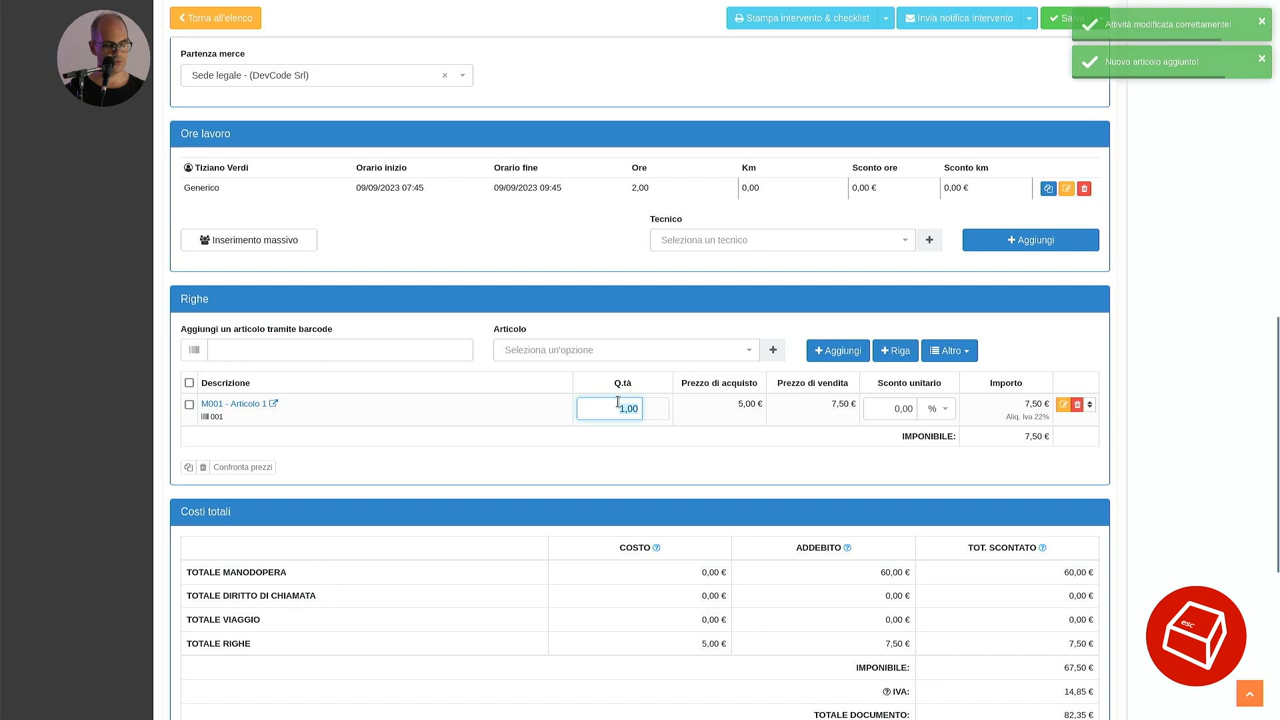 Torna all'elenco
Stampa intervento & checklist
Invia notifica intervento
Attività modificata correttamente!
Nuovo articolo aggiunto!
Partenza merce
Sede legale - (DevCode Srl)
Ore lavoro
Tiziano Verdi Orario inizio Orario fine Ore Km Sconto ore Sconto km
Generico 09/09/2023 07:45 09/09/2023 09:45 2,00 0,00 0,00 € 0,00 €
Tecnico
Inserimento massivo Seleziona un tecnico + Aggiungi
Righe
Aggiungi un articolo tramite barcode Articolo
Seleziona un'opzione + Aggiungi + Riga Altro
Descrizione Q.tà Prezzo di acquisto Prezzo di vendita Sconto unitario Importo
M001 - Articolo 1 1,00 5,00 € 7,50 € 0,00 % 7,50 €
001 Aliq. Iva 22%
IMPONIBILE: 7,50 €
Confronta prezzi
Costi totali
COSTO ADDEBITO TOT. SCONTATO
TOTALE MANODOPERA 0,00 € 60,00 € 60,00 €
TOTALE DIRITTO DI CHIAMATA 0,00 € 0,00 € 0,00 €
TOTALE VIAGGIO 0,00 € 0,00 € 0,00 €
TOTALE RIGHE 5,00 € 7,50 € 7,50 €
IMPONIBILE: 67,50 €
IVA: 14,85 €
TOTALE DOCUMENTO: 82,35 €
esc